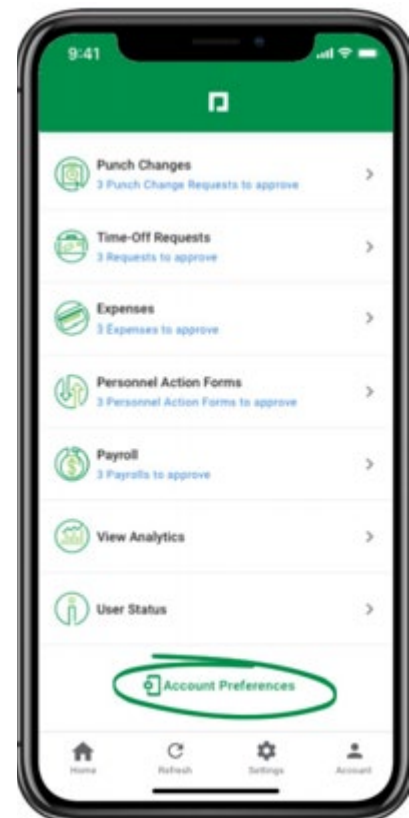 9:41
Punch Changes
3 Punch Change Requests to approve
Time-Off Requests
3 Requests to approve
Expenses
3 Expenses to approve
Personnel Action Forms
3 Personnel Action Forms to approve
Payroll
3 Payrolls to approve
View Analytics
User Status
Account Preferences
Home Refresh Settings Account